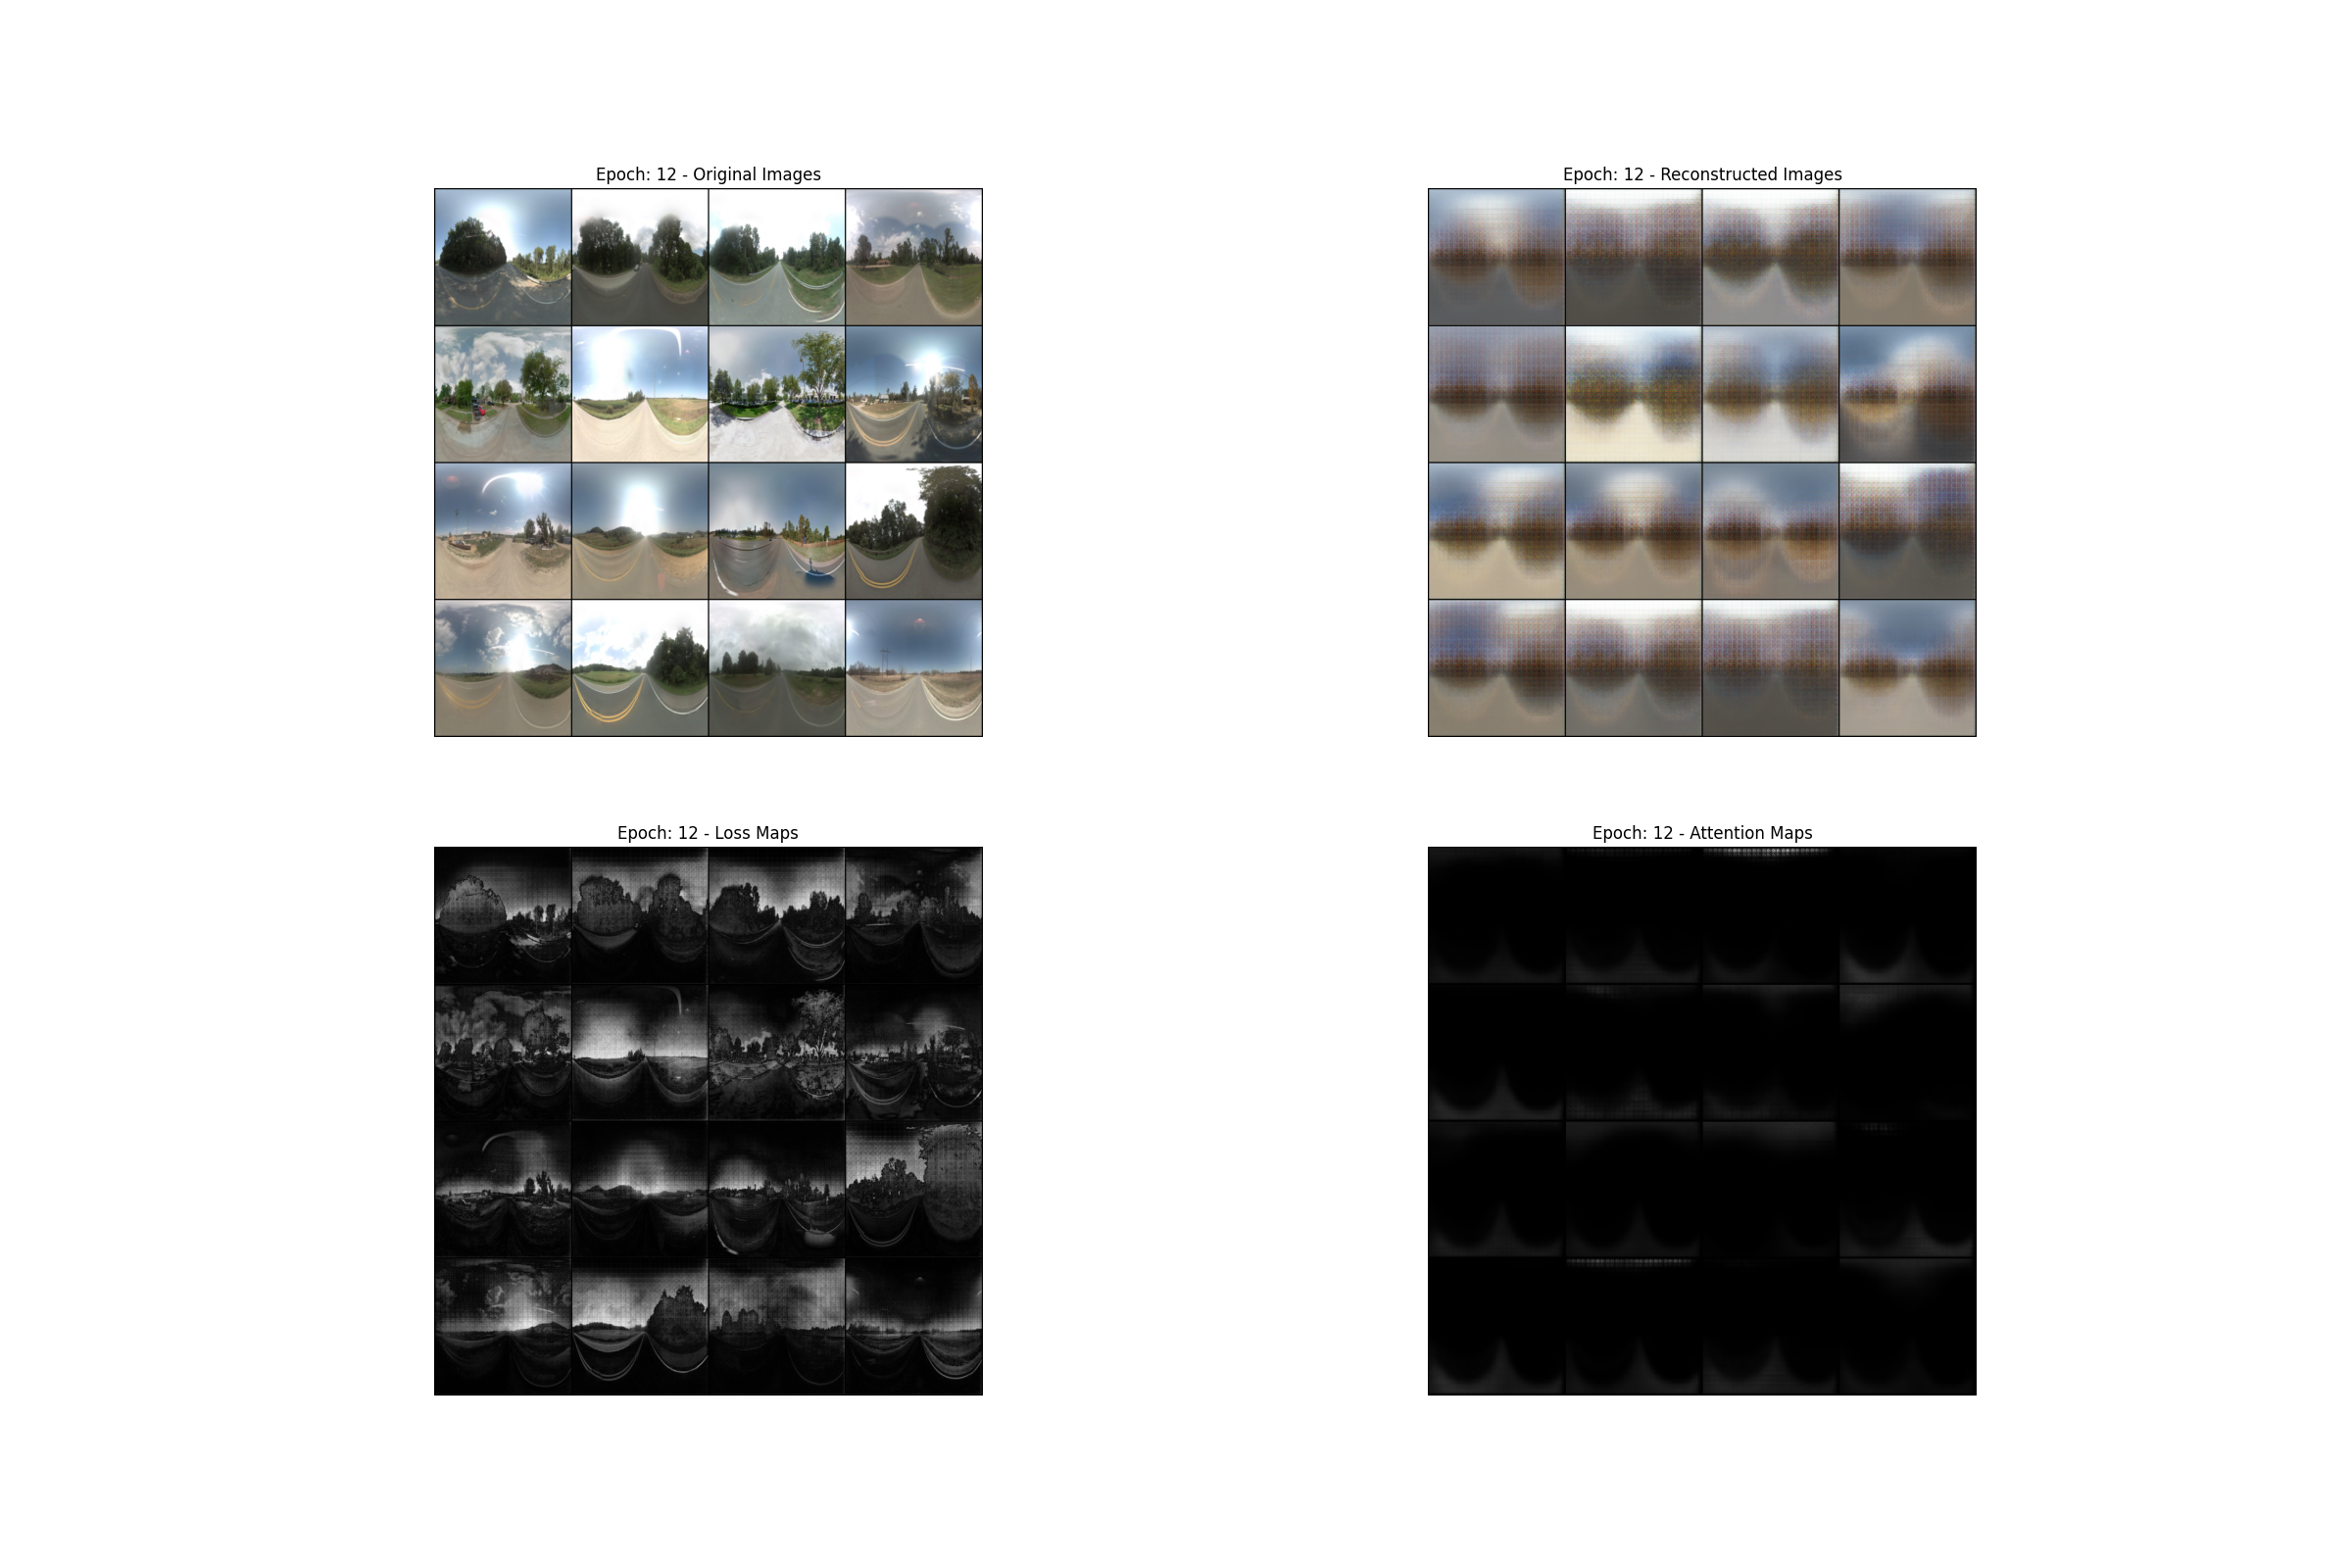 Epoch: 12 - Original Images
Epoch: 12 - Reconstructed Images
Epoch: 12 - Loss Maps
Epoch: 12 - Attention Maps